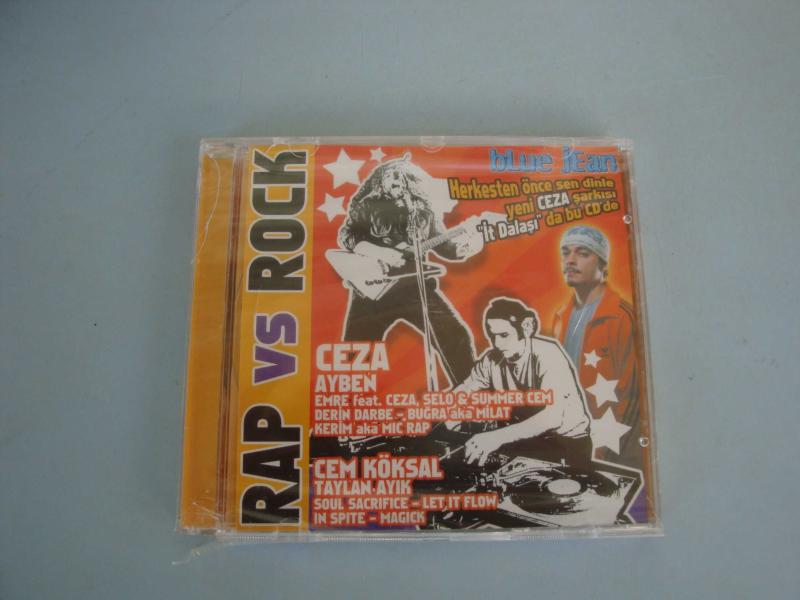 RAP VS ROCK
bLue jEan
Herkesten önce sen dinle
yeni CEZA şarkısı
"İt Dalaşı" da bu CD'de
CEZA
AYBEN
EMRE feat. CEZA, SELO & SUMMER CEM
DERİN DARBE – BUĞRA aka MİLAT
KERİM aka MIC RAP
CEM KÖKSAL
TAYLAN AYIK
SOUL SACRIFICE – LET IT FLOW
IN SPITE – MAGICK